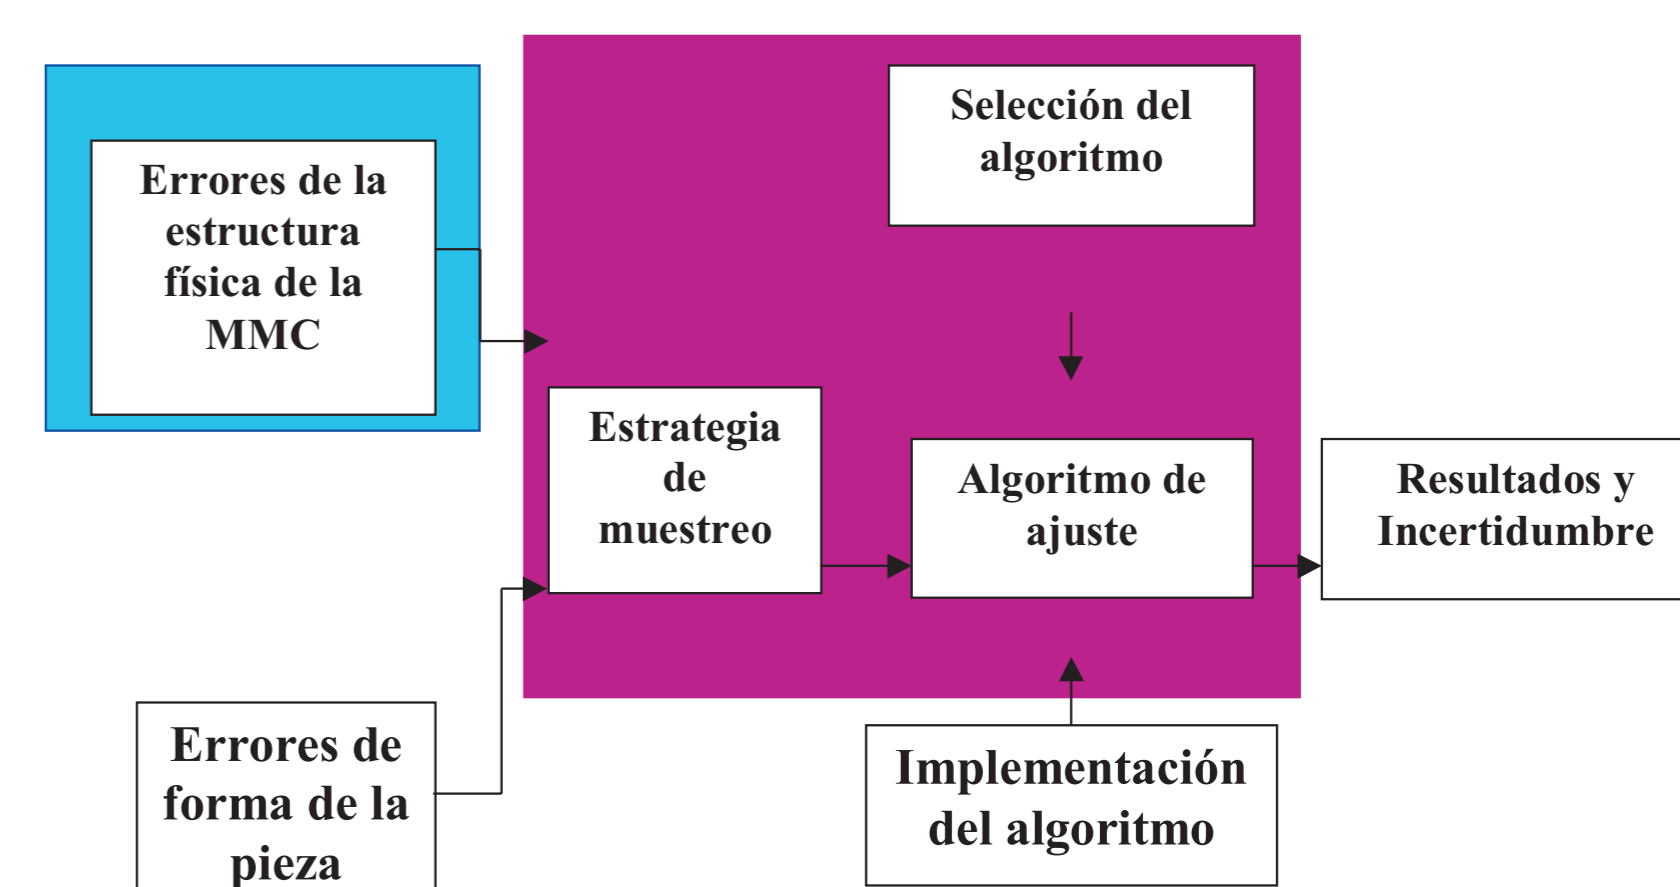 Selección del
algoritmo
Errores de la
estructura
física de la
MMC
Estrategia
de
muestreo
Algoritmo de
ajuste
Resultados y
Incertidumbre
Errores de
forma de la
pieza
Implementación
del algoritmo